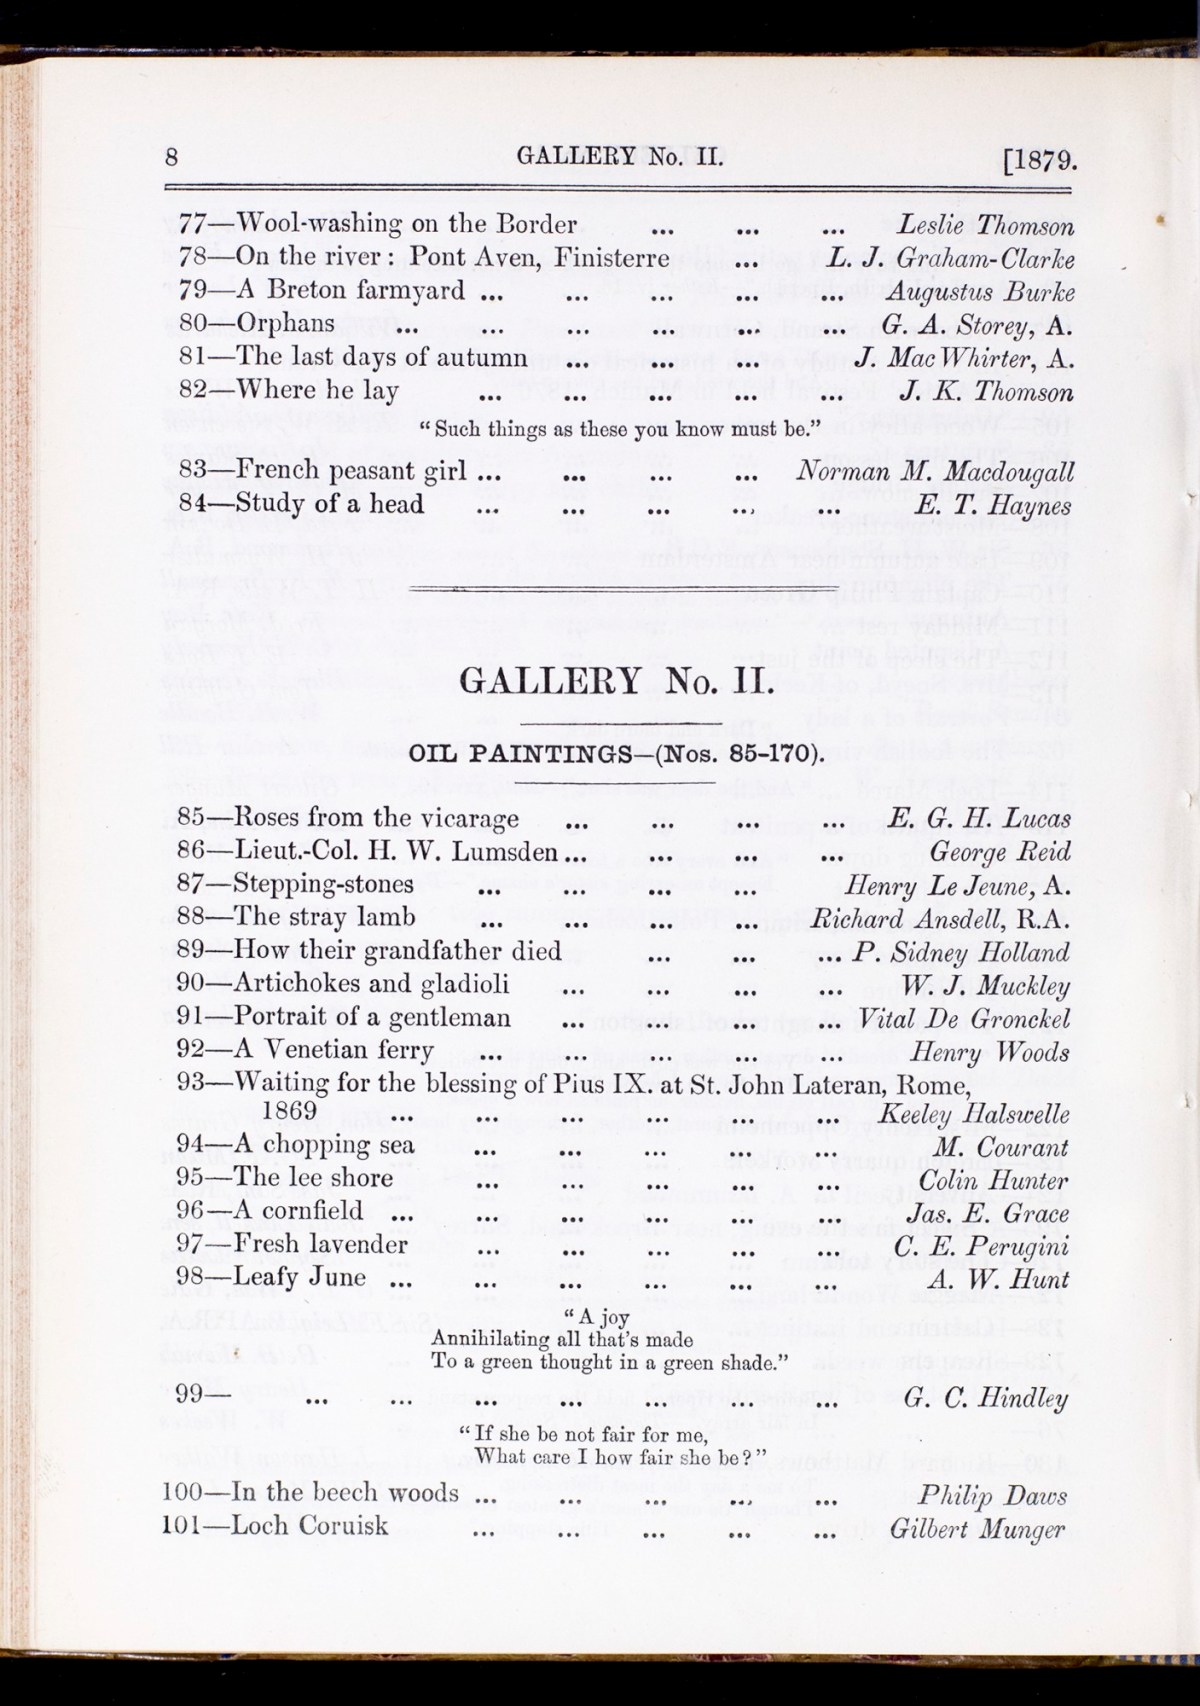 8 GALLERY No. II. [1879.
77—Wool-washing on the Border ... ... ... Leslie Thomson
78—On the river: Pont Aven, Finisterre ... L. J. Graham-Clarke
79—A Breton farmyard ... ... ... ... ... Augustus Burke
80—Orphans ... ... ... ... ... ... G. A. Storey, A.
81—The last days of autumn ... ... ... J. MacWhirter, A.
82—Where he lay ... ... ... ... ... J. K. Thomson
“Such things as these you know must be.”
83—French peasant girl ... ... ... ... Norman M. Macdougall
84—Study of a head ... ... ... ... ... E. T. Haynes
GALLERY No. II.
OIL PAINTINGS—(Nos. 85-170).
85—Roses from the vicarage ... ... ... ... E. G. H. Lucas
86—Lieut.-Col. H. W. Lumsden ... ... ... ... George Reid
87—Stepping-stones ... ... ... ... Henry Le Jeune, A.
88—The stray lamb ... ... ... ... Richard Ansdell, R.A.
89—How their grandfather died ... ... ... P. Sidney Holland
90—Artichokes and gladioli ... ... ... ... W. J. Muckley
91—Portrait of a gentleman ... ... ... ... Vital De Gronckel
92—A Venetian ferry ... ... ... ... ... Henry Woods
93—Waiting for the blessing of Pius IX. at St. John Lateran, Rome,
1869 ... ... ... ... ... ... Keeley Halswelle
94—A chopping sea ... ... ... ... ... M. Courant
95—The lee shore ... ... ... ... ... Colin Hunter
96—A cornfield ... ... ... ... ... ... Jas. E. Grace
97—Fresh lavender ... ... ... ... ... C. E. Perugini
98—Leafy June ... ... ... ... ... ... A. W. Hunt
“A joy
Annihilating all that’s made
To a green thought in a green shade.”
99— ... ... ... ... ... ... ... G. C. Hindley
“If she be not fair for me,
What care I how fair she be?”
100—In the beech woods ... ... ... ... ... Philip Daws
101—Loch Coruisk ... ... ... ... ... Gilbert Munger